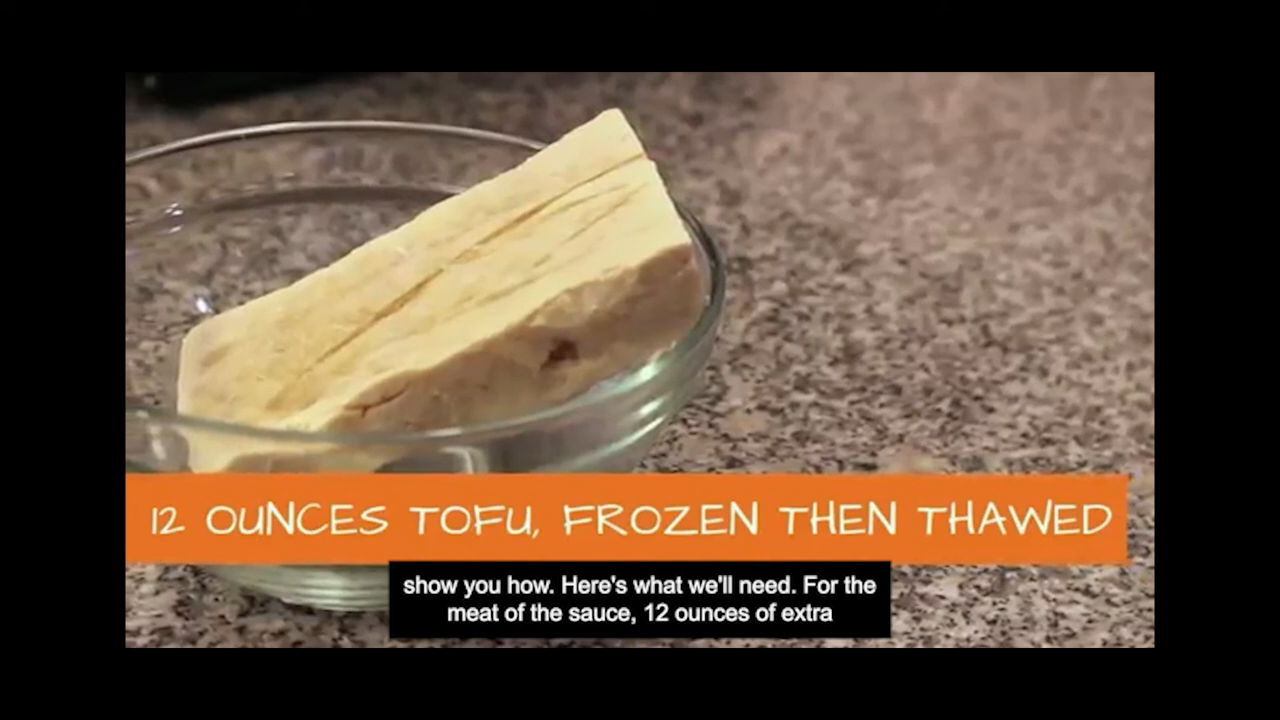 12 OUNCES TOFU, FROZEN THEN THAWED
show you how. Here's what we'll need. For the
meat of the sauce, 12 ounces of extra